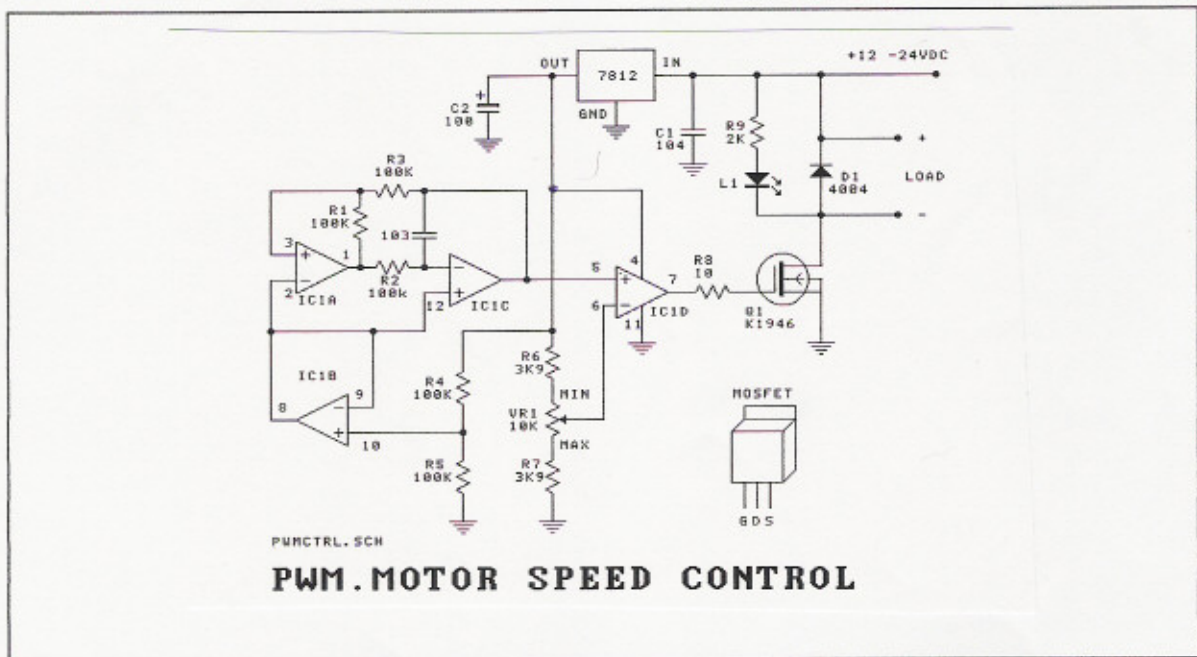 +12 -24VDC
OUT
7812
IN
GND
C2
100
+
C1
104
R9
2K
+
L1
D1
4004
LOAD
-
R3
100K
R1
100K
103
3
+
1
-
2
IC1A
R2
100k
-
+
12
IC1C
5
4
+
7
6
-
11
IC1D
R8
10
Q1
K1946
IC1B
8
9
-
+
10
R4
100K
R5
100K
R6
3K9
MIN
VR1
10K
MAX
R7
3K9
MOSFET
G D S
PWMCTRL.SCH
PWM.MOTOR SPEED CONTROL